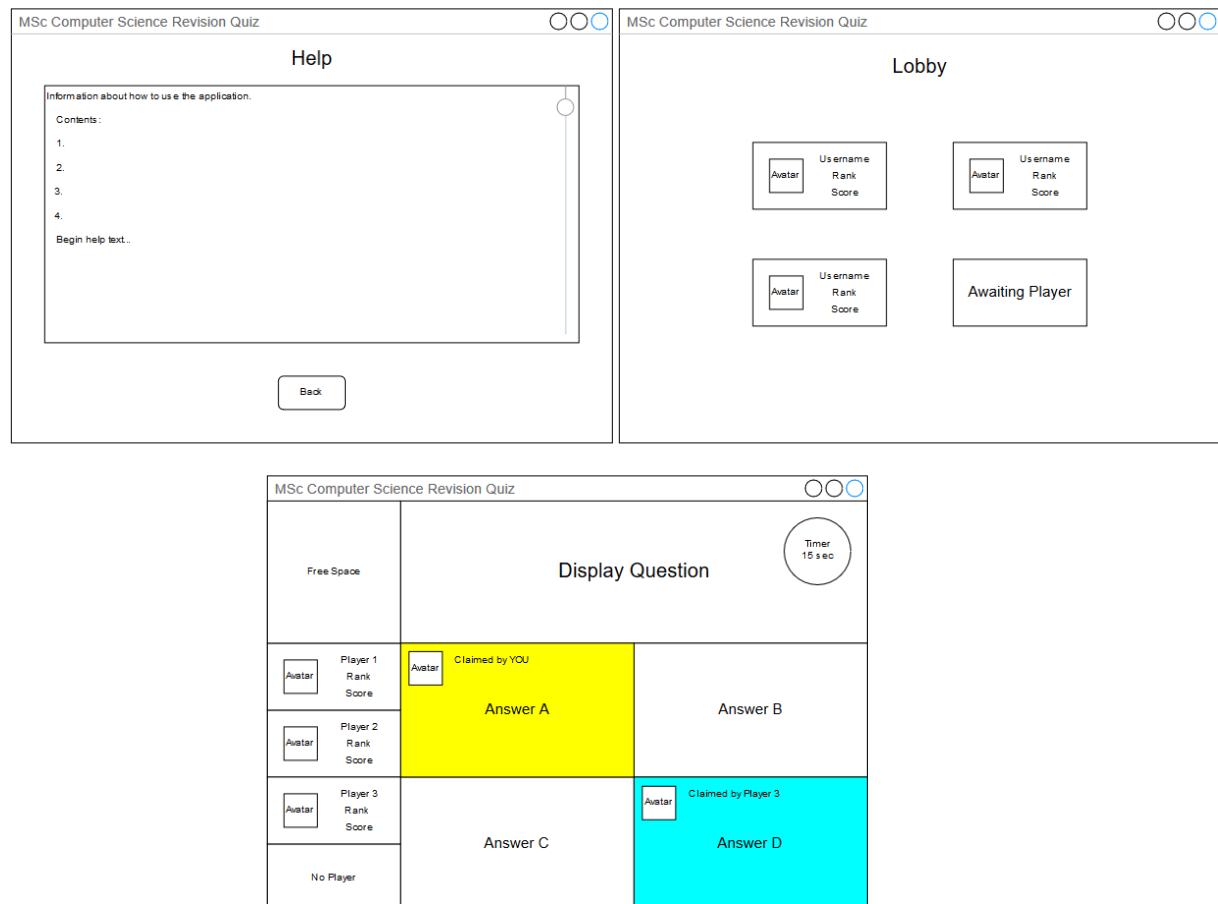 MSc Computer Science Revision Quiz
Help
Information about how to use the application.
Contents:
1.
2.
3.
4.
Begin help text...
Back
MSc Computer Science Revision Quiz
Lobby
Avatar
Username
Rank
Score
Avatar
Username
Rank
Score
Avatar
Username
Rank
Score
Awaiting Player
MSc Computer Science Revision Quiz
Free Space
Display Question
Timer
15 sec
Avatar
Player 1
Rank
Score
Avatar
Player 2
Rank
Score
Avatar
Player 3
Rank
Score
No Player
Avatar
Claimed by YOU
Answer A
Answer B
Answer C
Avatar
Claimed by Player 3
Answer D